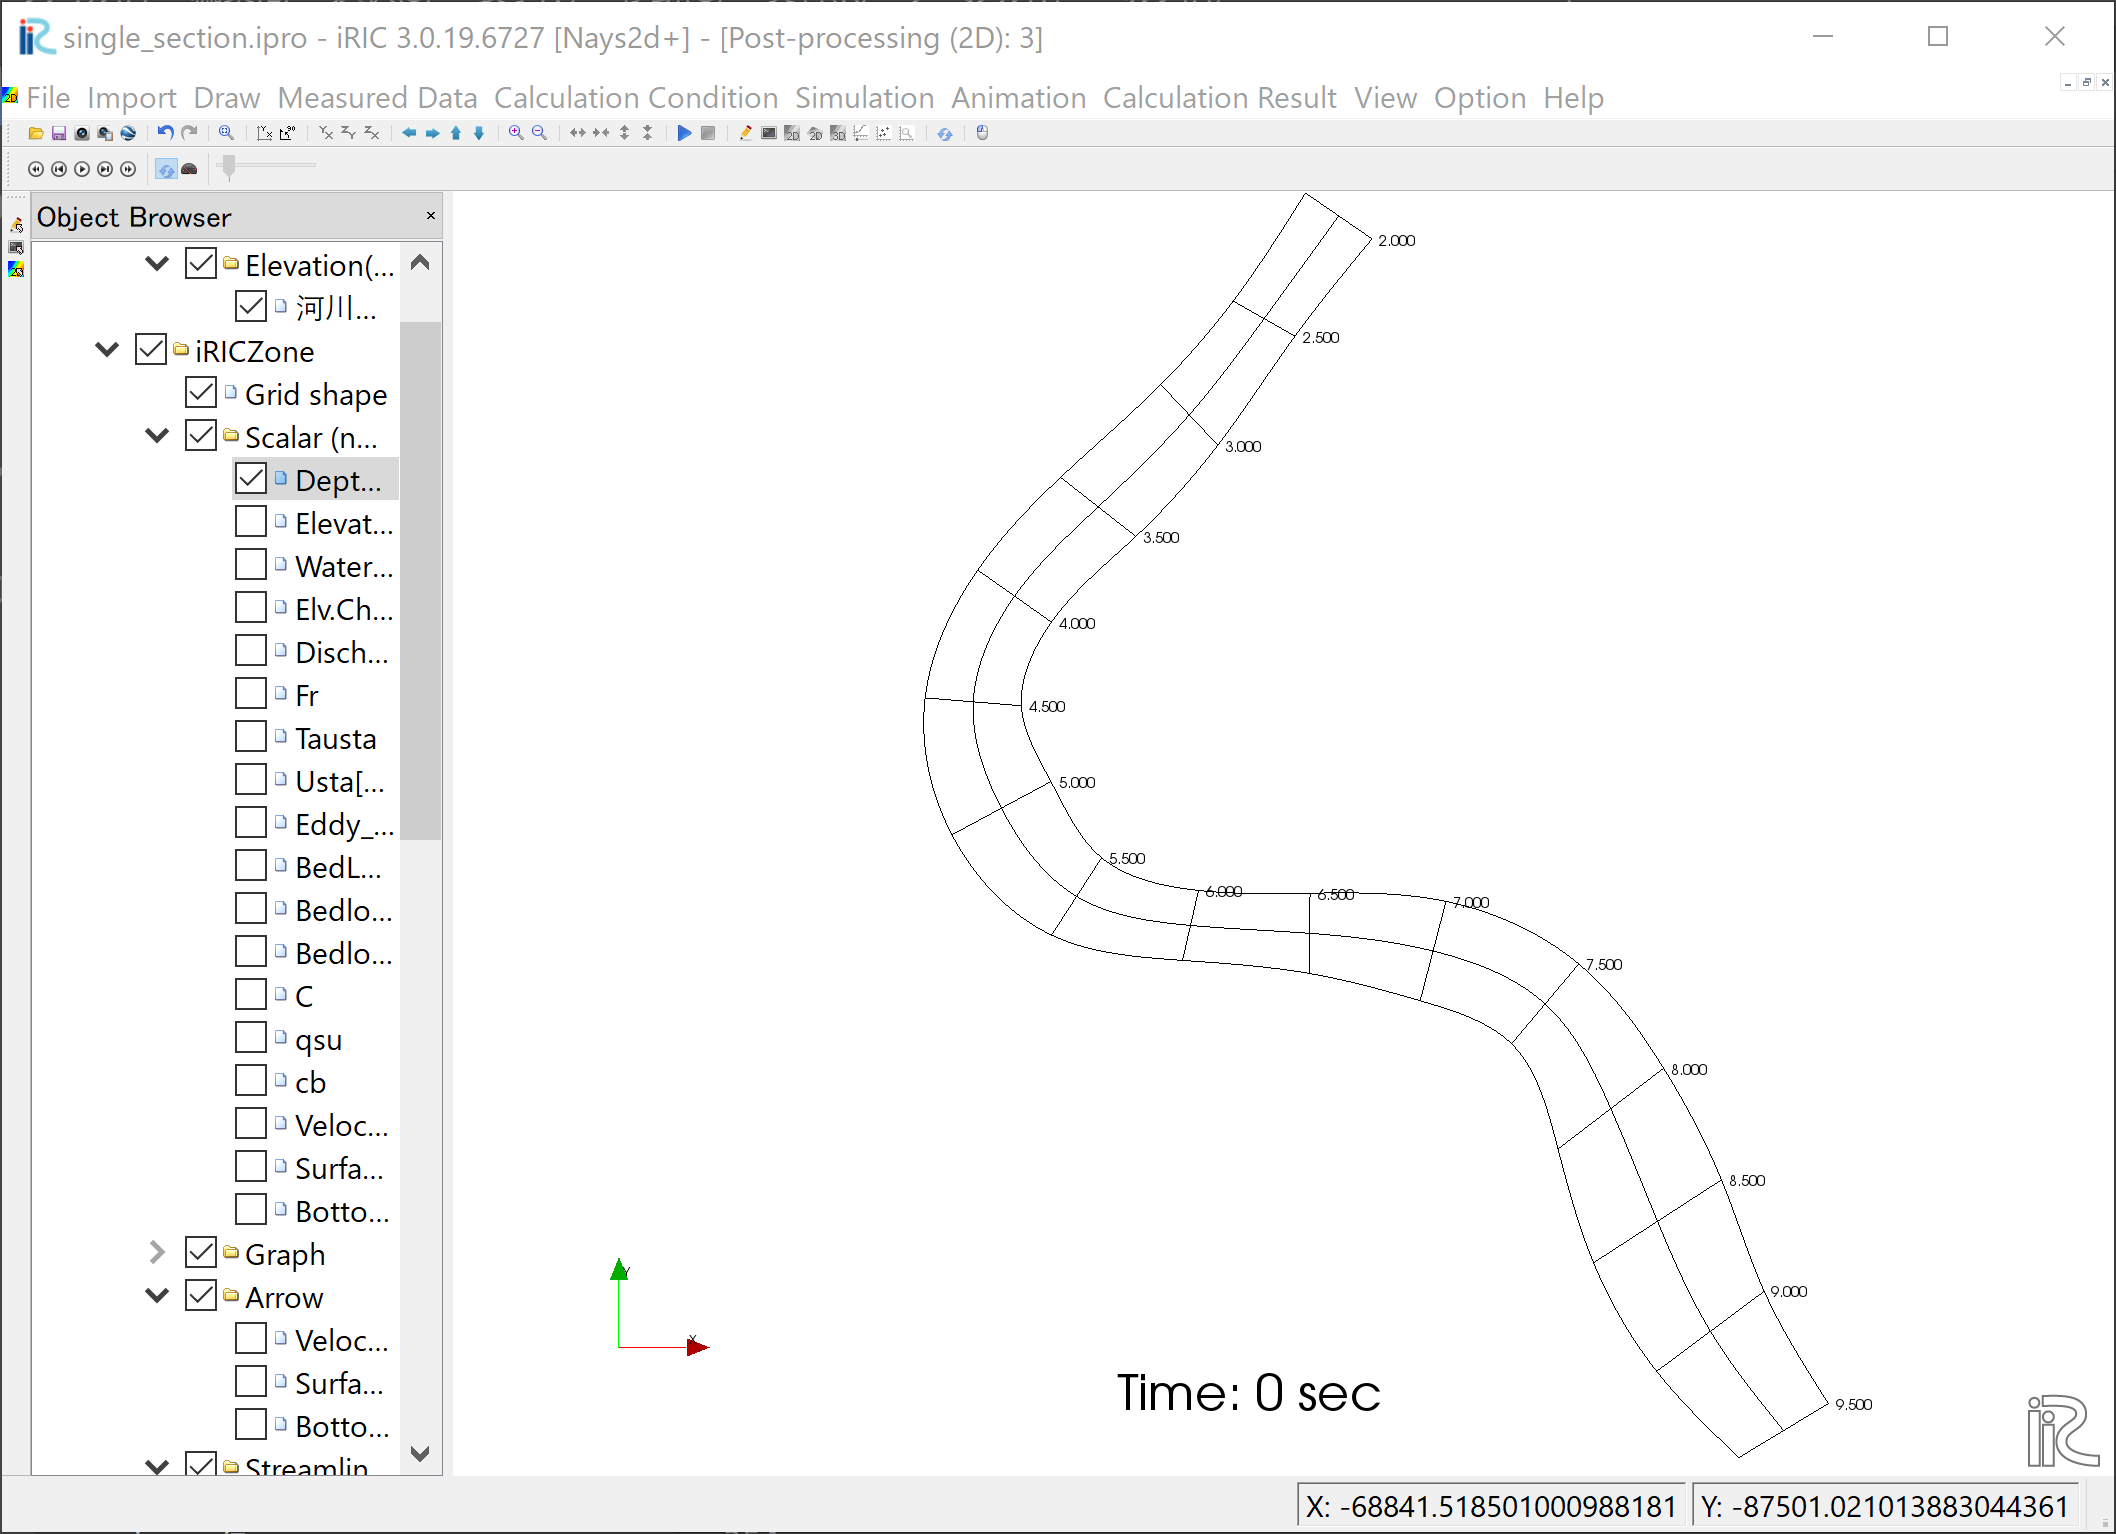 single_section.ipro - iRIC 3.0.19.6727 [Nays2d+] - [Post-processing (2D): 3]
File Import Draw Measured Data Calculation Condition Simulation Animation Calculation Result View Option Help
Object Browser
Elevation(...
河川...
iRICZone
Grid shape
Scalar (n...
Dept...
Elevat...
Water...
Elv.Ch...
Disch...
Fr
Tausta
Usta[...
Eddy_...
BedL...
Bedlo...
Bedlo...
C
qsu
cb
Veloc...
Surfa...
Botto...
Graph
Arrow
Veloc...
Surfa...
Botto...
Streamlin
2.000
2.500
3.000
3.500
4.000
4.500
5.000
5.500
6.000
6.500
7.000
7.500
8.000
8.500
9.000
9.500
Y
X
Time: 0 sec
iRIC
X: -68841.518501000988181
Y: -87501.021013883044361